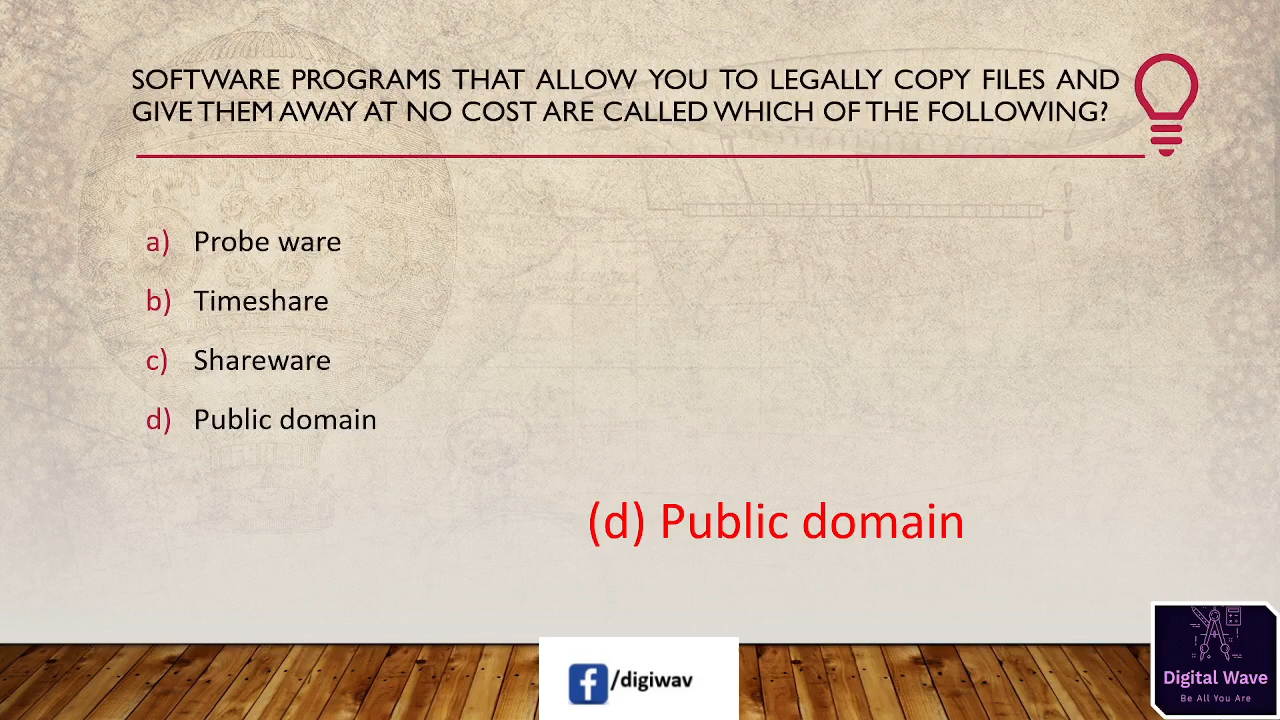 SOFTWARE PROGRAMS THAT ALLOW YOU TO LEGALLY COPY FILES AND
GIVE THEM AWAY AT NO COST ARE CALLED WHICH OF THE FOLLOWING?
a) Probe ware
b) Timeshare
c) Shareware
d) Public domain
(d) Public domain
f/digiwav
Digital Wave
Be All You Are